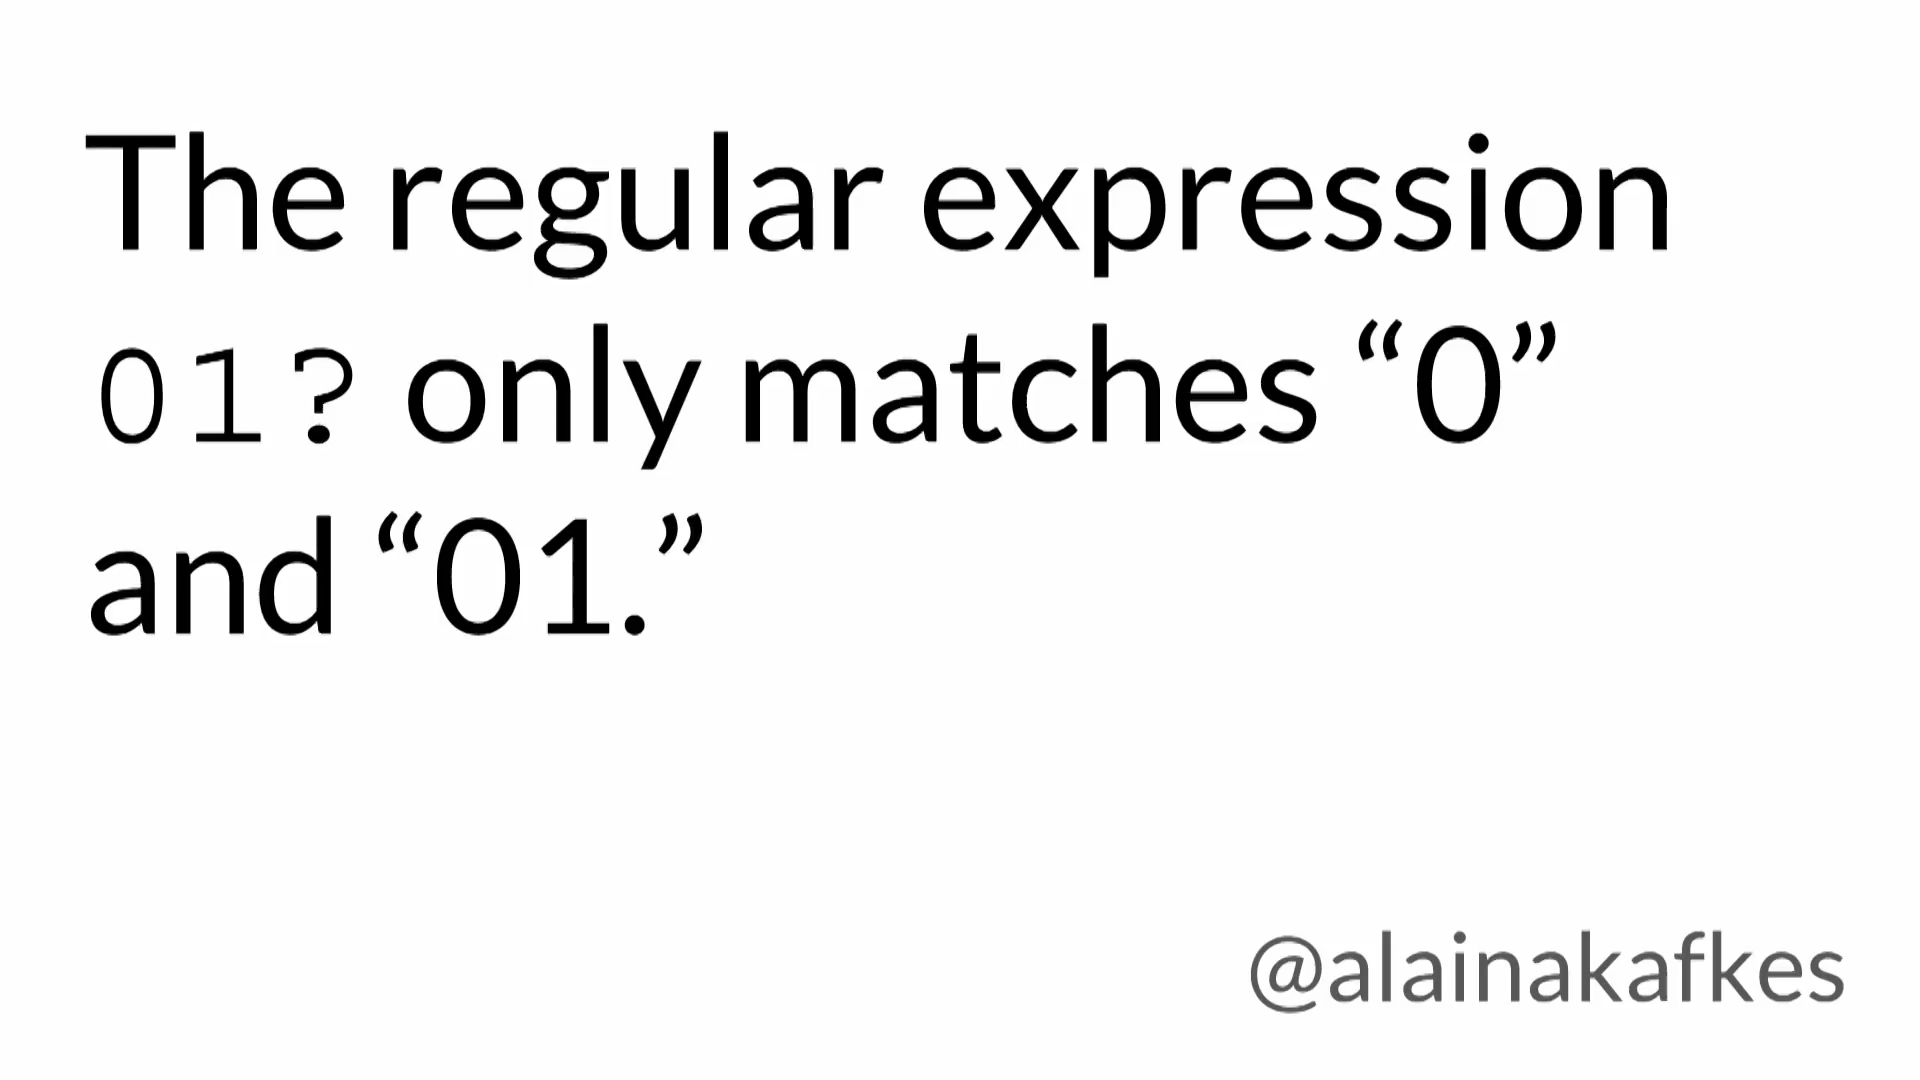 The regular expression
01? only matches “0”
and “01.”
@alainakafkes